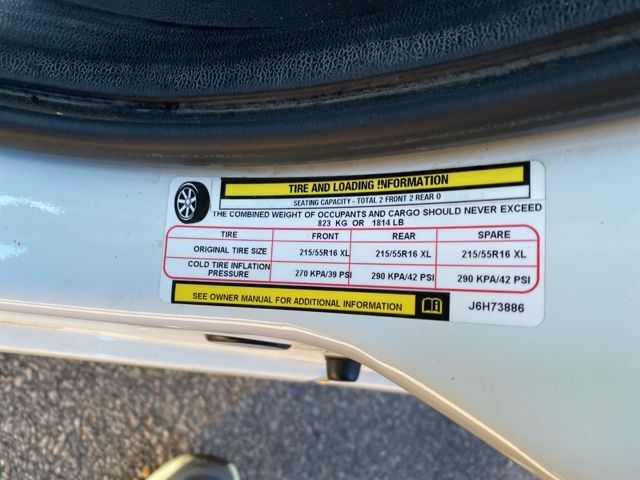 TIRE AND LOADING INFORMATION
SEATING CAPACITY - TOTAL 2 FRONT 2 REAR 0
THE COMBINED WEIGHT OF OCCUPANTS AND CARGO SHOULD NEVER EXCEED
823 KG OR 1814 LB
TIRE FRONT REAR SPARE
ORIGINAL TIRE SIZE 215/55R16 XL 215/55R16 XL 215/55R16 XL
COLD TIRE INFLATION PRESSURE 270 KPA/39 PSI 290 KPA/42 PSI 290 KPA/42 PSI
SEE OWNER MANUAL FOR ADDITIONAL INFORMATION
J6H73886